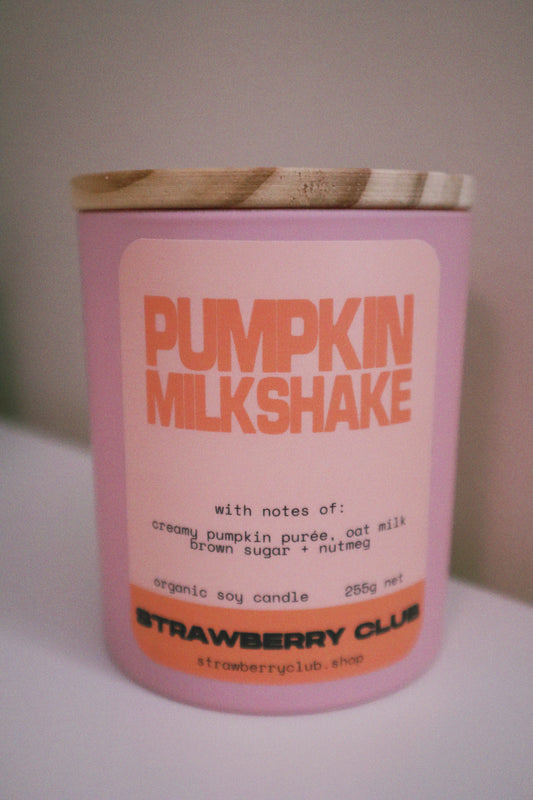 PUMPKIN
MILKSHAKE
with notes of:
creamy pumpkin purée, oat milk
brown sugar + nutmeg
organic soy candle 255g net
STRAWBERRY CLUB
strawberryclub.shop